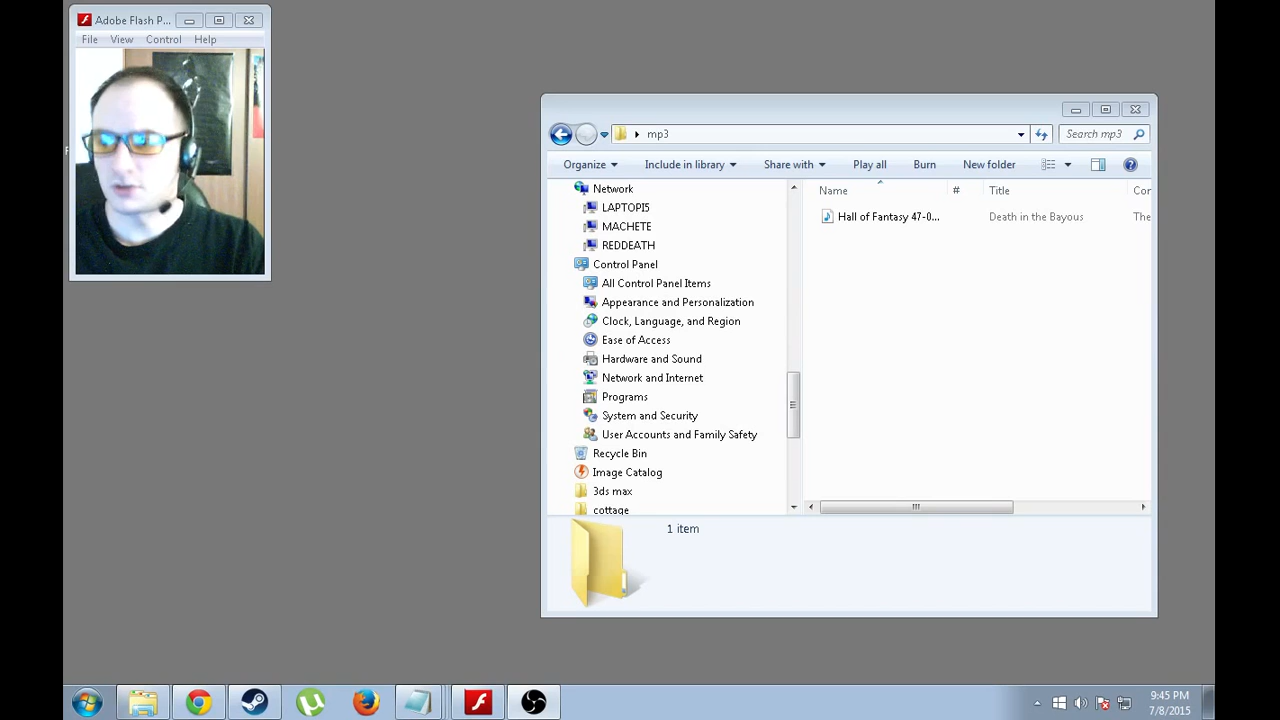 Adobe Flash P...
File View Control Help
mp3
Search mp3
Organize Include in library Share with Play all Burn New folder
Network
LAPTOPI5
MACHETE
REDDEATH
Control Panel
All Control Panel Items
Appearance and Personalization
Clock, Language, and Region
Ease of Access
Hardware and Sound
Network and Internet
Programs
System and Security
User Accounts and Family Safety
Recycle Bin
Image Catalog
3ds max
cottage
Name # Title Cor
Hall of Fantasy 47-0... Death in the Bayous The
1 item
9:45 PM
7/8/2015